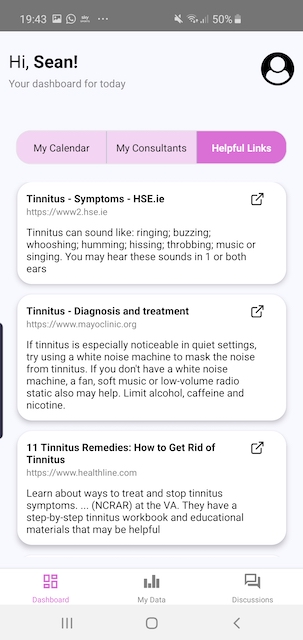 19:43 50%
Hi, Sean!
Your dashboard for today
My Calendar My Consultants Helpful Links
Tinnitus - Symptoms - HSE.ie
https://www2.hse.ie
Tinnitus can sound like: ringing; buzzing;
whooshing; humming; hissing; throbbing; music or
singing. You may hear these sounds in 1 or both
ears
Tinnitus - Diagnosis and treatment
https://www.mayoclinic.org
If tinnitus is especially noticeable in quiet settings,
try using a white noise machine to mask the noise
from tinnitus. If you don't have a white noise
machine, a fan, soft music or low-volume radio
static also may help. Limit alcohol, caffeine and
nicotine.
11 Tinnitus Remedies: How to Get Rid of
Tinnitus
https://www.healthline.com
Learn about ways to treat and stop tinnitus
symptoms. ... (NCRAR) at the VA. They have a
step-by-step tinnitus workbook and educational
materials that may be helpful
Dashboard My Data Discussions